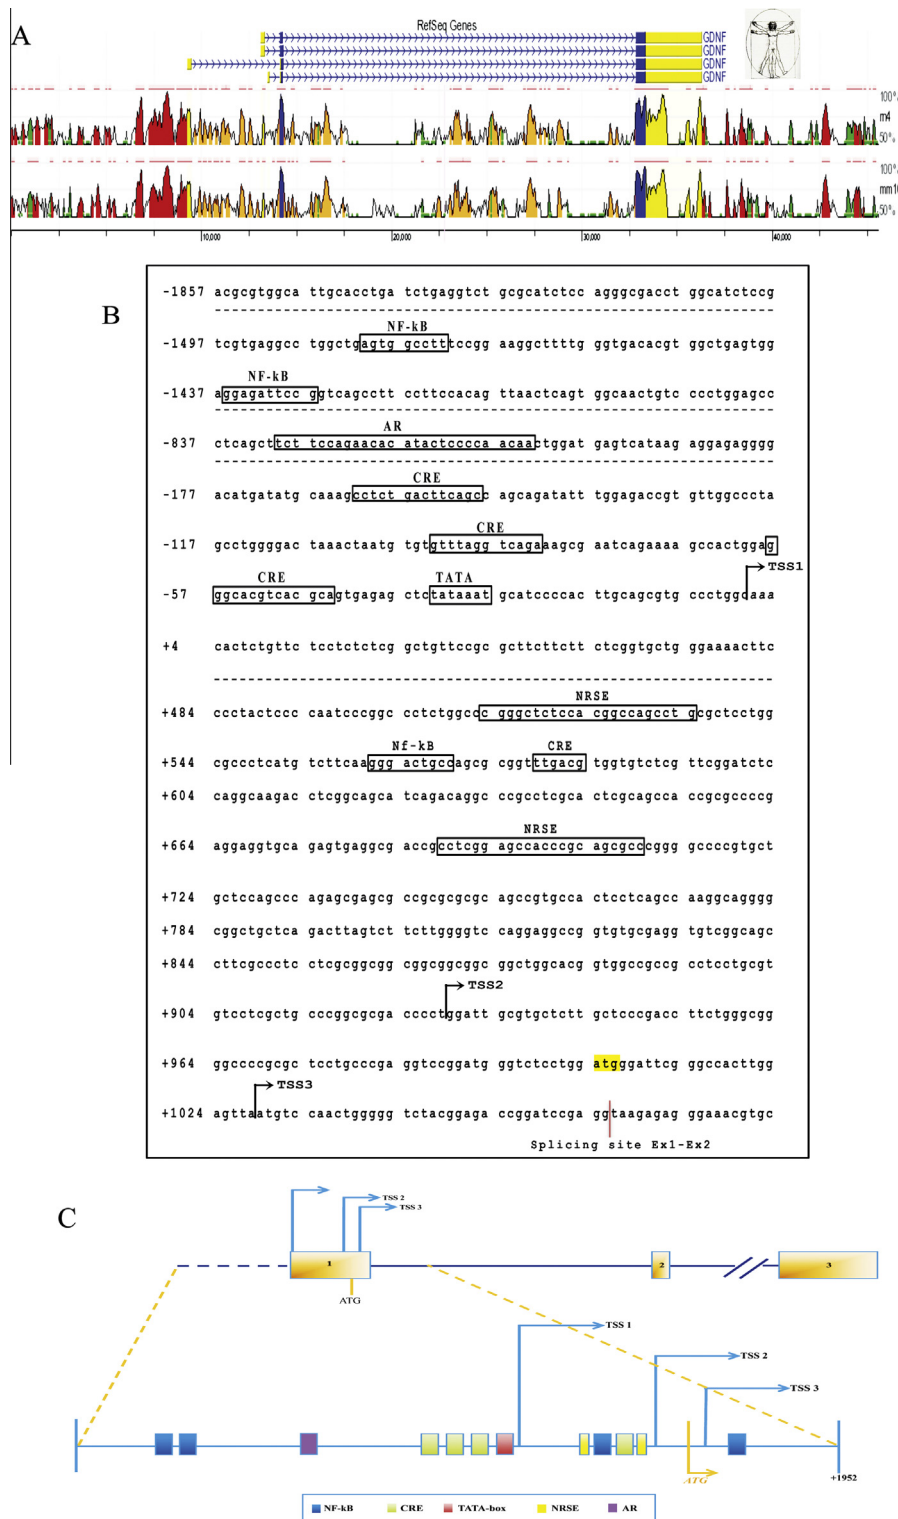 A
RefSeq Genes
GDNF
GDNF
GDNF
GDNF
100%
m4
50%
100%
mm10
50%
10,000 20,000 30,000 40,000
B
-1857 acgcgtggca ttgcacctga tctgaggtct gcgcatctcc agggcgacct ggcatctccg
NF-kB
-1497 tcgtgaggcc tggctgagtg gcctttccgg aaggcttttg ggtgacacgt ggctgagtgg
NF-kB
-1437 aggagattcc ggtcagcctt ccttccacag ttaactcagt ggcaactgtc ccctggagcc
AR
-837 ctcagcttct tccagaacac atactcccca acaactggat gagtcataag aggagagggg
CRE
-177 acatgatatg caaagcctct gacttcagcc agcagatatt tggagaccgt gttggcccta
CRE
-117 gcctggggac taaactaatg tgtgtttagg tcagaaagcg aatcagaaaa gccactggag
CRE TATA TSS1
-57 ggcacgtcac gcagtgagag ctctataaat gcatccccac ttgcagcgtg ccctggcaaa
+4 cactctgttc tcctctctcg gctgttccgc gcttcttctt ctcggtgctg ggaaaacttc
NRSE
+484 ccctactccc caatcccggc cctctggccc gggctctcca cggccagcct gcgctcctgg
Nf-kB CRE
+544 cgccctcatg tcttcaaggg actgccagcg cggtttgacg tggtgtctcg ttcggatctc
+604 caggcaagac ctcggcagca tcagacaggc ccgcctcgca ctcgcagcca ccgcgccccg
NRSE
+664 aggaggtgca gagtgaggcg accgcctcgg agccacccgc agcgcccggg gccccgtgct
+724 gctccagccc agagcgagcg ccgcgcgcgc agccgtgcca ctcctcagcc aaggcagggg
+784 cggctgctca gacttagtct tcttggggtc caggaggccg gtgtgcgagg tgtcggcagc
+844 cttcgccctc ctcgcggcgg cggcggcggc ggctggcacg gtggccgccg cctcctgcgt
TSS2
+904 gtcctcgctg cccggcgcga cccctggatt gcgtgctctt gctcccgacc ttctgggcgg
+964 ggccccgcgc tcctgcccga ggtccggatg ggtctcctgg atgggattcg ggccacttgg
TSS3
+1024 agttaatgtc caactggggg tctacggaga ccggatccga ggtaagagag ggaaacgtgc
Splicing site Ex1-Ex2
C
TSS 2
TSS 3
1 2 3
ATG
TSS 1
TSS 2
TSS 3
ATG
+1952
NF-kB CRE TATA-box NRSE AR